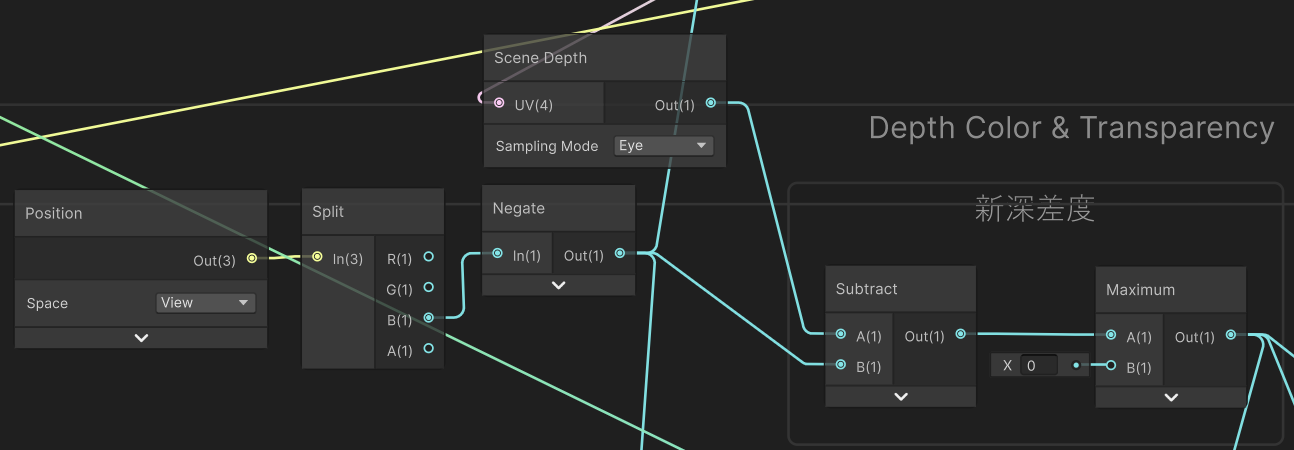 Scene Depth
UV(4)
Out(1)
Sampling Mode
Eye
Depth Color & Transparency
新深差度
Position
Out(3)
Space
View
Split
In(3)
R(1)
G(1)
B(1)
A(1)
Negate
In(1)
Out(1)
Subtract
A(1)
Out(1)
B(1)
X 0
Maximum
A(1)
Out(1)
B(1)